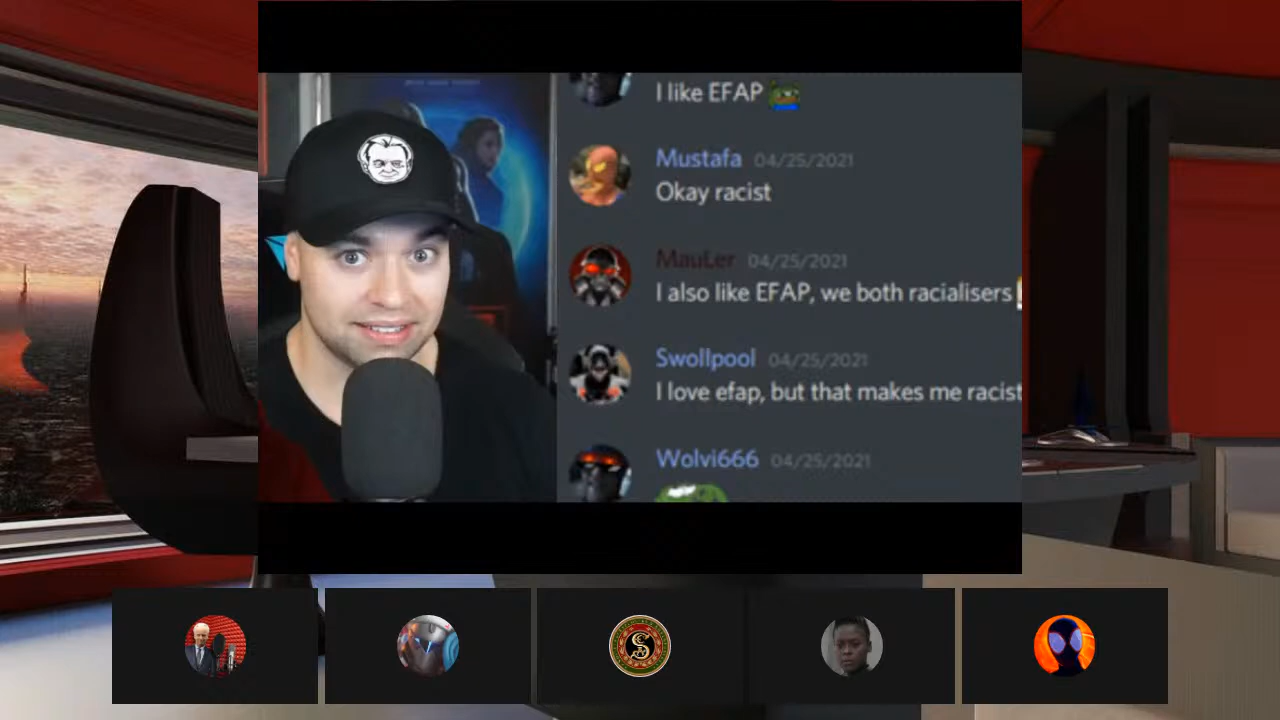 I like EFAP
Mustafa 04/25/2021
Okay racist
MauLer 04/25/2021
I also like EFAP, we both racialisers
Swollpool 04/25/2021
I love efap, but that makes me racist
Wolvi666 04/25/2021
S